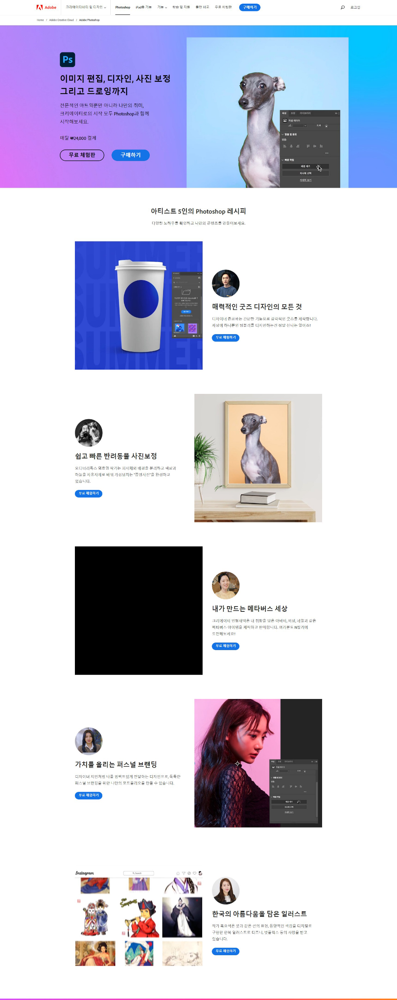 Adobe
크리에이티비티 및 디자인
Photoshop
iPad용 기능
기능
학습 및 지원
플랜 비교
무료 체험판
구매하기
로그인
Home / Adobe Creative Cloud / Adobe Photoshop
Ps
이미지 편집, 디자인, 사진 보정
그리고 드로잉까지
전문적인 아트웍뿐만 아니라 나만의 취미,
크리에이터로의 시작 모두 Photoshop과 함께
시작해보세요.
매달 ₩24,000 결제
무료 체험판
구매하기
속성 조정 라이브러리
픽셀 레이어
맞춤 및 분포
맞춤:
빠른 작업
배경 제거
피사체 선택
자세히 보기
아티스트 5인의 Photoshop 레시피
다양한 노하우를 확인하고 나만의 콘텐츠를 만들어보세요.
SUMMER
SUMMER
매력적인 굿즈 디자인의 모든 것
디자이너 존코바는 간단한 기능으로 감각적인 굿즈를 제작합니다.
세상에 하나뿐인 텀블러를 디자인하는건 정말 신나는 일이죠!
무료 체험하기
쉽고 빠른 반려동물 사진보정
오디너리독스 염호영 작가는 피사체와 배경을 분리하고 색상과
하늘을 자유자재로 바꿔 개성넘치는 “증명사진”을 완성하고
있습니다.
무료 체험하기
내가 만드는 메타버스 세상
크리에이터 인형새댁은 내 취향을 담은 아바타, 의상, 네일과 같은
메타버스 아이템을 제작하고 판매합니다. 여러분도 N잡러에
도전해보세요!
무료 체험하기
가치를 올리는 퍼스널 브랜딩
디자이너 지인처럼 나를 임팩트있게 전달하는 디자인으로, 독특한
퍼스널 브랜딩을 위한 나만의 포트폴리오를 만들 수 있습니다.
무료 체험하기
속성 조정 라이브러리
픽셀 레이어
맞춤 및 분포
맞춤:
빠른 작업
배경 제거
피사체 선택
자세히 보기
Instagram
Search
The Simpsons
한국의 아름다움을 담은 일러스트
작가 흑요석은 붓과 같은 선의 표현, 동양적인 색감을 디지털로
구현한 한복 일러스트로 디즈니, 넷플릭스 등의 사랑을 받고
있습니다.
무료 체험하기